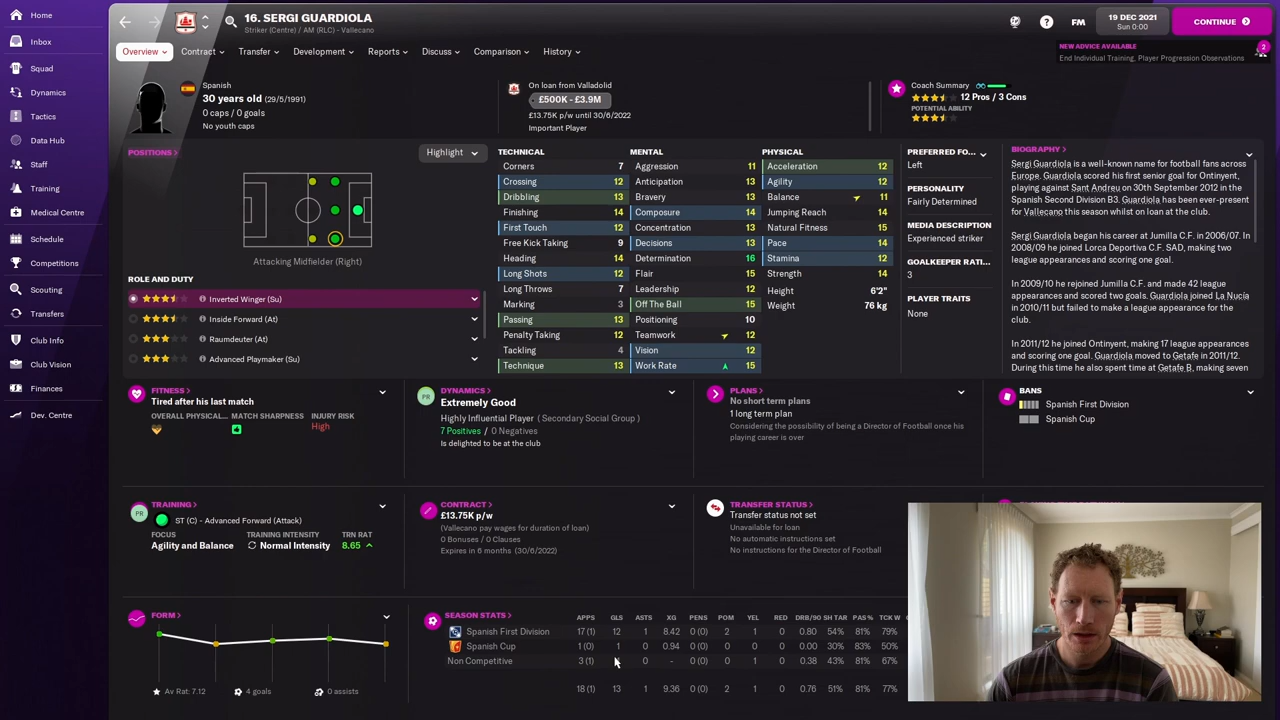 Home
Inbox
Squad
Dynamics
Tactics
Data Hub
Staff
Training
Medical Centre
Schedule
Competitions
Scouting
Transfers
Club Info
Club Vision
Finances
Dev. Centre
16. SERGI GUARDIOLA
Striker (Centre) / AM (RLC) - Vallecano
FM
19 DEC 2021
Sun 0:00
CONTINUE
Overview
Contract
Transfer
Development
Reports
Discuss
Comparison
History
NEW ADVICE AVAILABLE
2
End Individual Training, Player Progression Observations
Spanish
30 years old (29/5/1991)
0 caps / 0 goals
No youth caps
On loan from Valladolid
£500K - £3.9M
£13.75K p/w until 30/6/2022
Important Player
Coach Summary
12 Pros / 3 Cons
POTENTIAL ABILITY
POSITIONS
Highlight
Attacking Midfielder (Right)
ROLE AND DUTY
Inverted Winger (Su)
Inside Forward (At)
Raumdeuter (At)
Advanced Playmaker (Su)
TECHNICAL
Corners 7
Crossing 12
Dribbling 13
Finishing 14
First Touch 12
Free Kick Taking 9
Heading 14
Long Shots 12
Long Throws 7
Marking 3
Passing 13
Penalty Taking 12
Tackling 4
Technique 13
MENTAL
Aggression 11
Anticipation 13
Bravery 13
Composure 14
Concentration 13
Decisions 13
Determination 16
Flair 15
Leadership 12
Off The Ball 15
Positioning 10
Teamwork 12
Vision 12
Work Rate 15
PHYSICAL
Acceleration 12
Agility 12
Balance 11
Jumping Reach 14
Natural Fitness 15
Pace 14
Stamina 12
Strength 14
Height 6'2"
Weight 76 kg
PREFERRED FO...
Left
PERSONALITY
Fairly Determined
MEDIA DESCRIPTION
Experienced striker
GOALKEEPER RATI...
3
PLAYER TRAITS
None
BIOGRAPHY
Sergi Guardiola is a well-known name for football fans across
Europe. Guardiola scored his first senior goal for Ontinyent,
playing against Sant Andreu on 30th September 2012 in the
Spanish Second Division B3. Guardiola has been ever-present
for Vallecano this season whilst on loan at the club.
Sergi Guardiola began his career at Jumilla C.F. in 2006/07. In
2008/09 he joined Lorca Deportiva C.F. SAD, making two
league appearances and scoring one goal.
In 2009/10 he rejoined Jumilla C.F. and made 42 league
appearances and scored two goals. Guardiola joined La Nucía
in 2010/11 but failed to make a league appearance for the
club.
In 2011/12 he joined Ontinyent, making 17 league appearances
and scoring one goal. Guardiola moved to Getafe in 2011/12.
During this time he also spent time at Getafe B, making seven
FITNESS
Tired after his last match
OVERALL PHYSICAL... MATCH SHARPNESS INJURY RISK
High
DYNAMICS
PR
Extremely Good
Highly Influential Player ( Secondary Social Group )
7 Positives / 0 Negatives
Is delighted to be at the club
PLANS
No short term plans
1 long term plan
Considering the possibility of being a Director of Football once his
playing career is over
BANS
Spanish First Division
Spanish Cup
TRAINING
PR
ST (C) - Advanced Forward (Attack)
FOCUS TRAINING INTENSITY TRN RAT
Agility and Balance Normal Intensity 8.65
CONTRACT
£13.75K p/w
(Vallecano pay wages for duration of loan)
0 Bonuses / 0 Clauses
Expires in 6 months (30/6/2022)
TRANSFER STATUS
Transfer status not set
Unavailable for loan
No automatic instructions set
No instructions for the Director of Football
FORM
Av Rat: 7.12 4 goals 0 assists
SEASON STATS APPS GLS ASTS XG PENS POM YEL RED DRB/90 SH TAR PAS % TCK W
Spanish First Division 17 (1) 12 1 8.42 0 (0) 2 1 0 0.80 54% 81% 79%
Spanish Cup 1 (0) 1 0 0.94 0 (0) 0 0 0 0.00 30% 83% 50%
Non Competitive 3 (1) 0 - 0 (0) 0 1 0 0.38 43% 81% 67%
18 (1) 13 1 9.36 0 (0) 2 1 0 0.76 51% 81% 77%